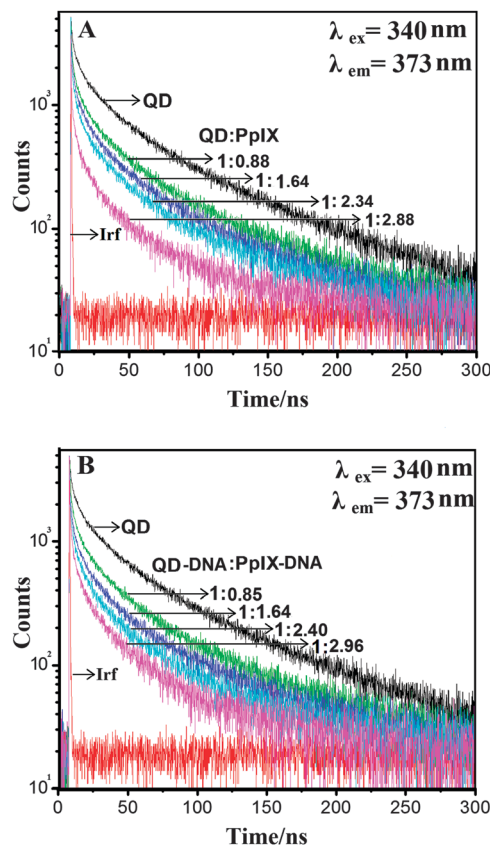 A
λ ex= 340 nm
λ em= 373 nm
QD
QD:PpIX
1:0.88
1:1.64
1:2.34
1:2.88
Irf
Counts
10³
10²
10¹
0 50 100 150 200 250 300
Time/ns
B
λ ex= 340 nm
λ em= 373 nm
QD
QD-DNA:PpIX-DNA
1:0.85
1:1.64
1:2.40
1:2.96
Irf
Counts
10³
10²
10¹
0 50 100 150 200 250 300
Time/ns